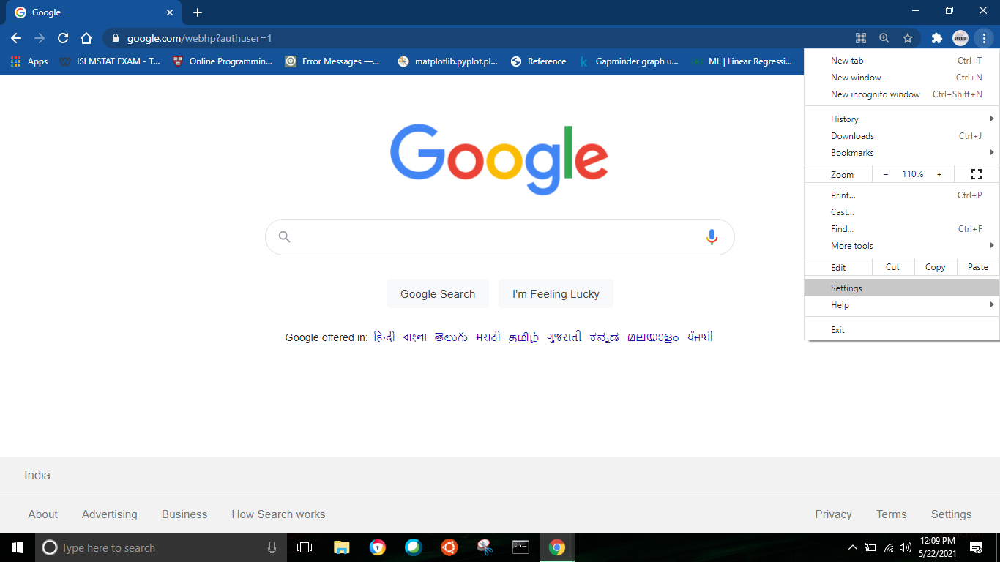 Google
google.com/webhp?authuser=1
Apps ISI MSTAT EXAM - T... Online Programmin... Error Messages —... matplotlib.pyplot.pl... Reference Gapminder graph u... ML | Linear Regressi...
New tab Ctrl+T
New window Ctrl+N
New incognito window Ctrl+Shift+N
History
Downloads Ctrl+J
Bookmarks
Zoom – 110% +
Print... Ctrl+P
Cast...
Find... Ctrl+F
More tools
Edit Cut Copy Paste
Settings
Help
Exit
Google
Google Search I'm Feeling Lucky
Google offered in: हिन्दी বাংলা తెలుగు मराठी தமிழ் ગુજરાતી ಕನ್ನಡ മലയാളം ਪੰਜਾਬੀ
India
About Advertising Business How Search works Privacy Terms Settings
Type here to search
12:09 PM
5/22/2021